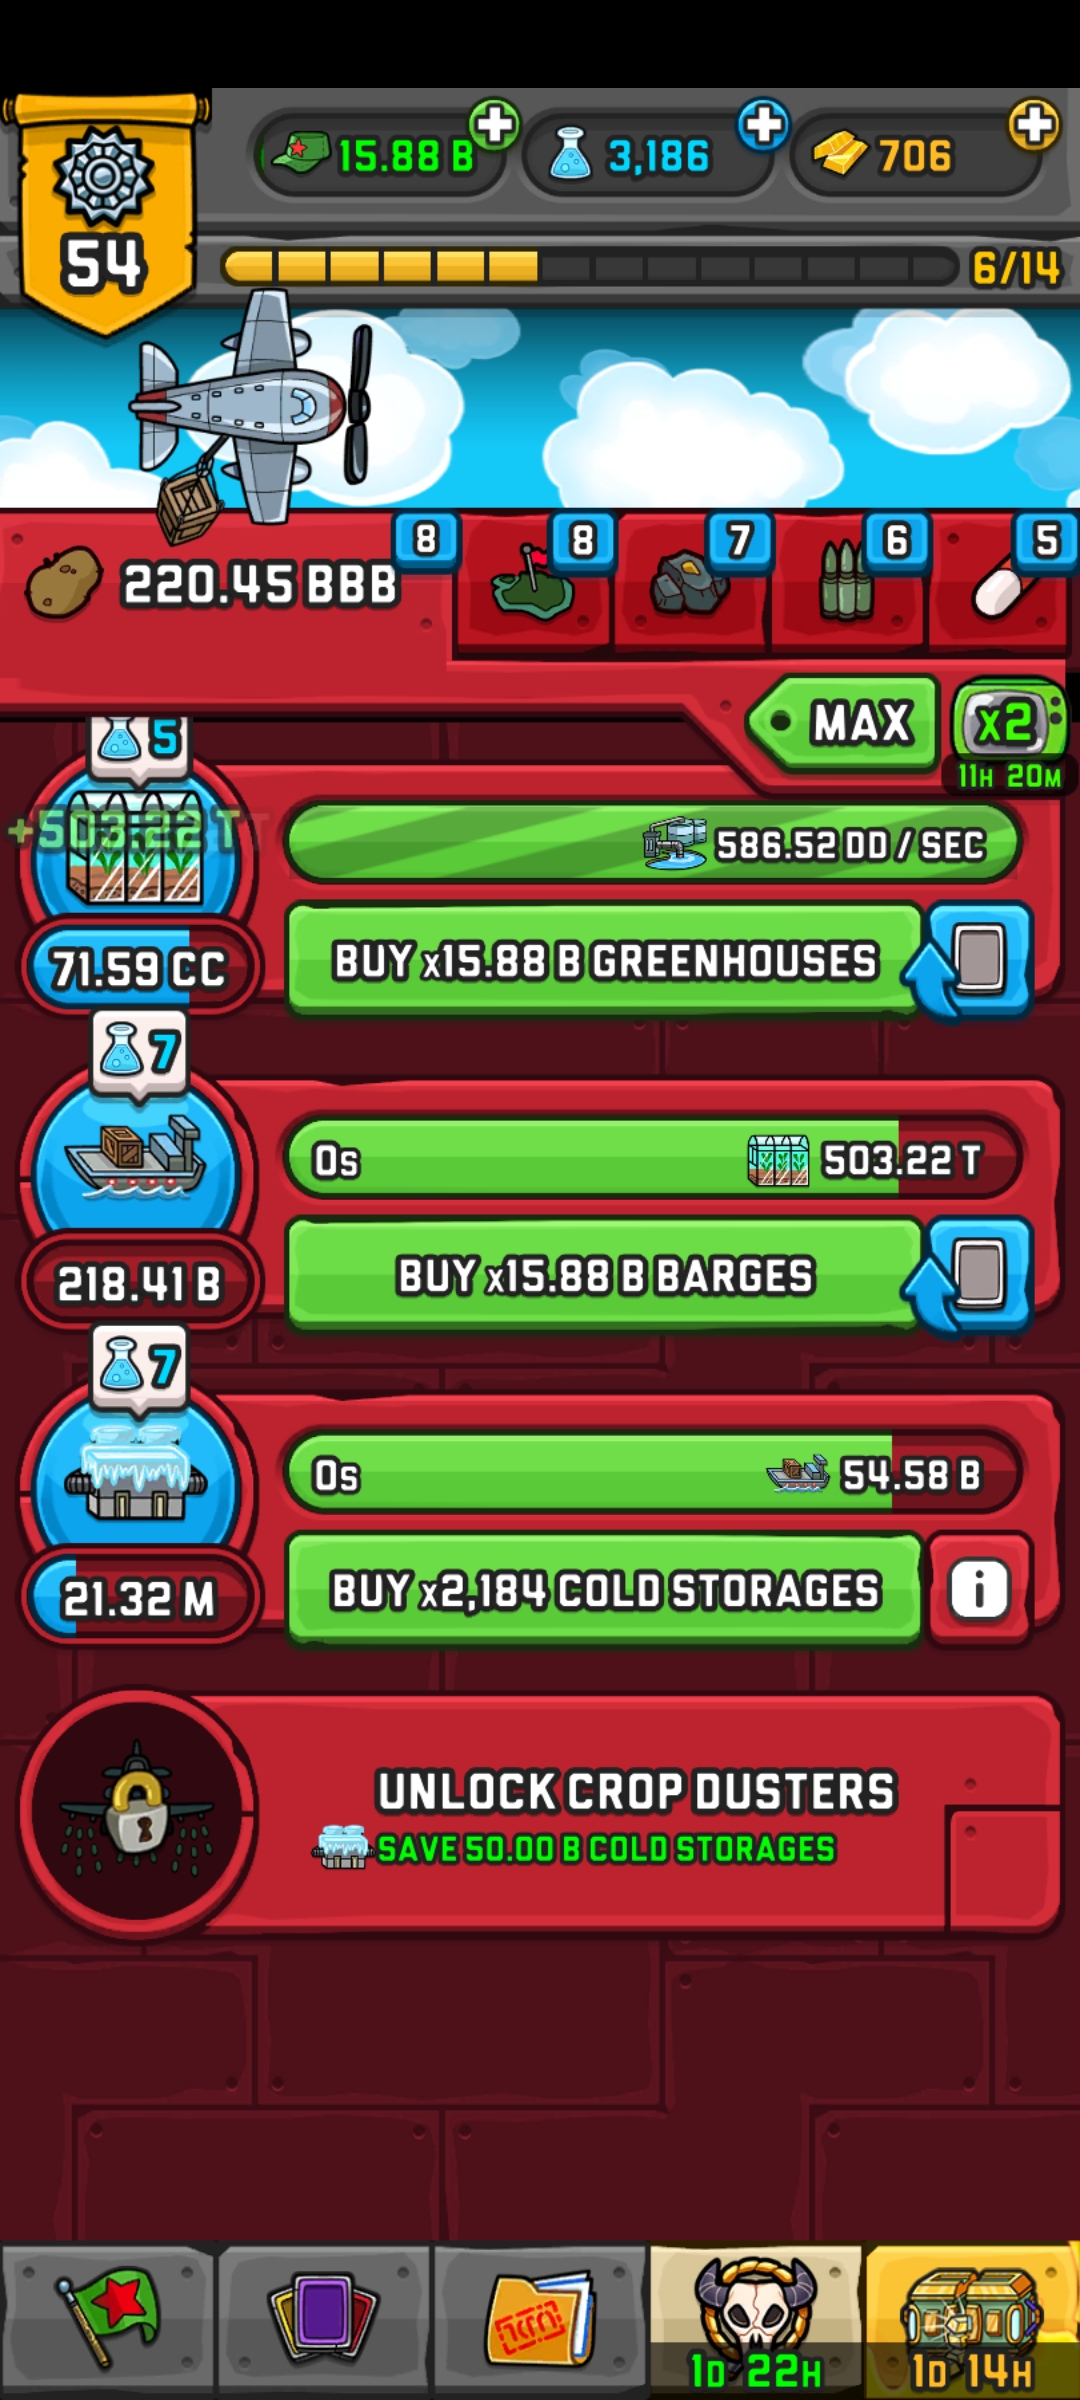 54
15.88 B
3,186
706
6/14
220.45 BBB
8
8
7
6
5
MAX
x2
11H 20M
5
+503.22 TT
586.52 DD / SEC
71.59 CC
BUY x15.88 B GREENHOUSES
7
0s
503.22 T
218.41 B
BUY x15.88 B BARGES
7
0s
54.58 B
21.32 M
BUY x2,184 COLD STORAGES
i
UNLOCK CROP DUSTERS
SAVE 50.00 B COLD STORAGES
1D 22H
1D 14H